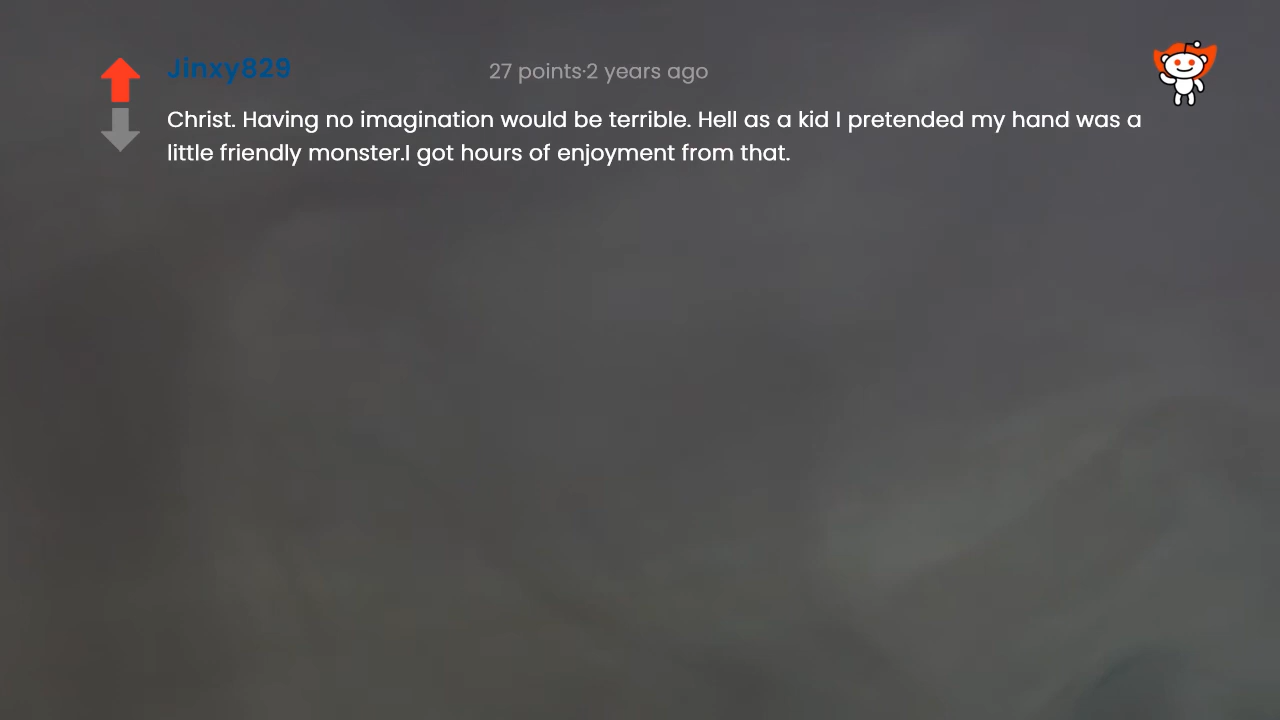 Jinxy829 27 points·2 years ago
Christ. Having no imagination would be terrible. Hell as a kid I pretended my hand was a
little friendly monster.I got hours of enjoyment from that.